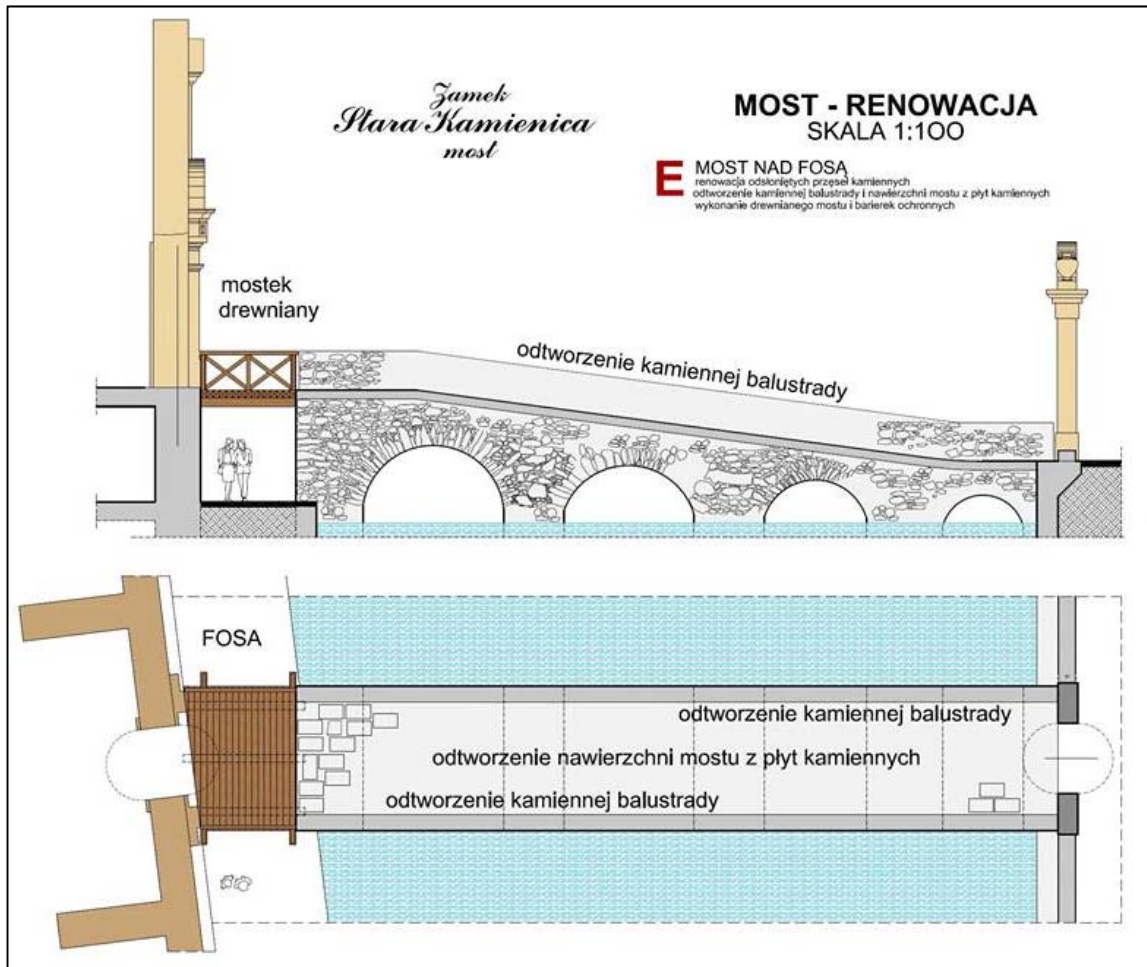 Zamek
Stara Kamienica
most
MOST - RENOWACJA
SKALA 1:1OO
E MOST NAD FOSĄ
renowacja odsłoniętych przęseł kamiennych
odtworzenie kamiennej balustrady i nawierzchni mostu z płyt kamiennych
wykonanie drewnianego mostu i barierek ochronnych
mostek
drewniany
odtworzenie kamiennej balustrady
FOSA
odtworzenie kamiennej balustrady
odtworzenie nawierzchni mostu z płyt kamiennych
odtworzenie kamiennej balustrady